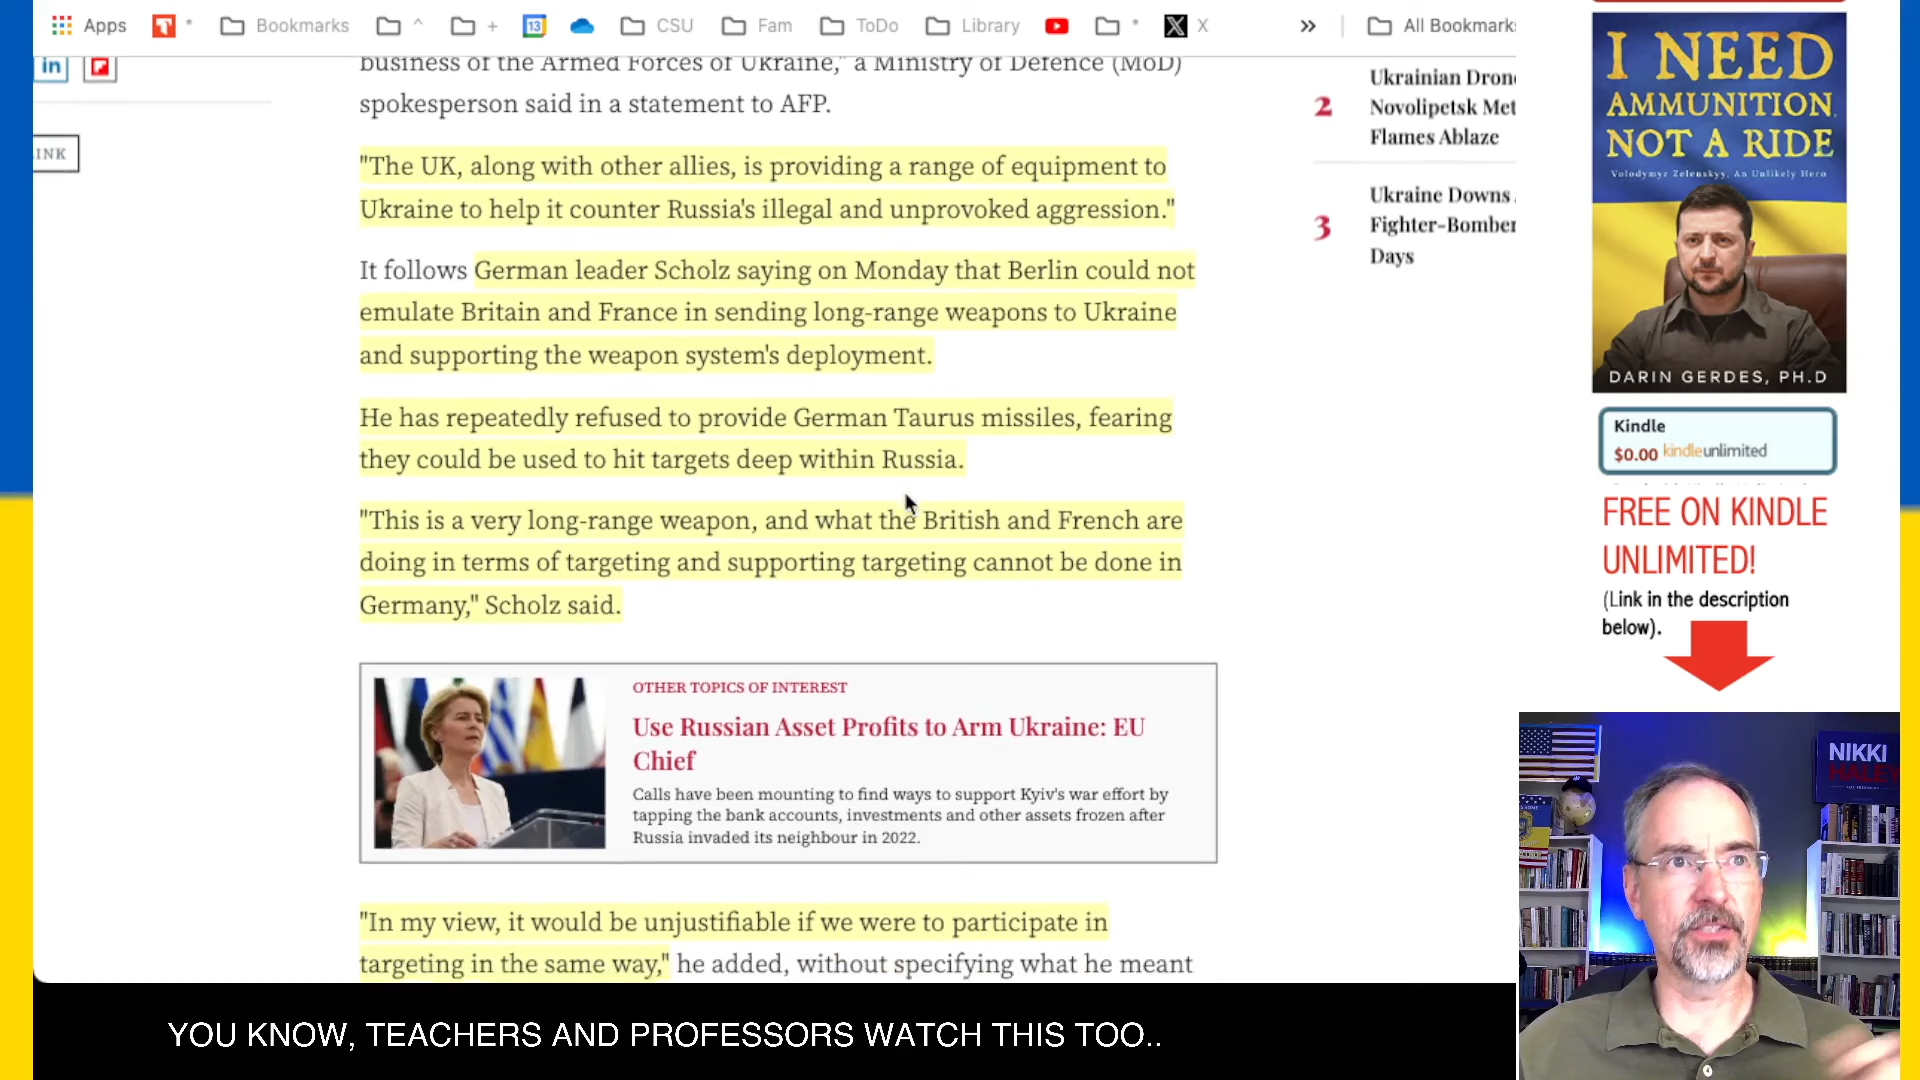 Apps
*
Bookmarks
^
+
13
CSU
Fam
ToDo
Library
*
X
»
All Bookmarks
in
INK
business of the Armed Forces of Ukraine," a Ministry of Defence (MoD)
spokesperson said in a statement to AFP.
"The UK, along with other allies, is providing a range of equipment to
Ukraine to help it counter Russia's illegal and unprovoked aggression."
It follows German leader Scholz saying on Monday that Berlin could not
emulate Britain and France in sending long-range weapons to Ukraine
and supporting the weapon system's deployment.
He has repeatedly refused to provide German Taurus missiles, fearing
they could be used to hit targets deep within Russia.
"This is a very long-range weapon, and what the British and French are
doing in terms of targeting and supporting targeting cannot be done in
Germany," Scholz said.
OTHER TOPICS OF INTEREST
Use Russian Asset Profits to Arm Ukraine: EU
Chief
Calls have been mounting to find ways to support Kyiv's war effort by
tapping the bank accounts, investments and other assets frozen after
Russia invaded its neighbour in 2022.
"In my view, it would be unjustifiable if we were to participate in
targeting in the same way," he added, without specifying what he meant
2
Ukrainian Dron
Novolipetsk Met
Flames Ablaze
3
Ukraine Downs
Fighter-Bomber
Days
I NEED
AMMUNITION,
NOT A RIDE
Volodymyr Zelenskyy, An Unlikely Hero
DARIN GERDES, PH.D
Kindle
$0.00 kindleunlimited
FREE ON KINDLE
UNLIMITED!
(Link in the description
below).
NIKKI
HALEY
YOU KNOW, TEACHERS AND PROFESSORS WATCH THIS TOO..